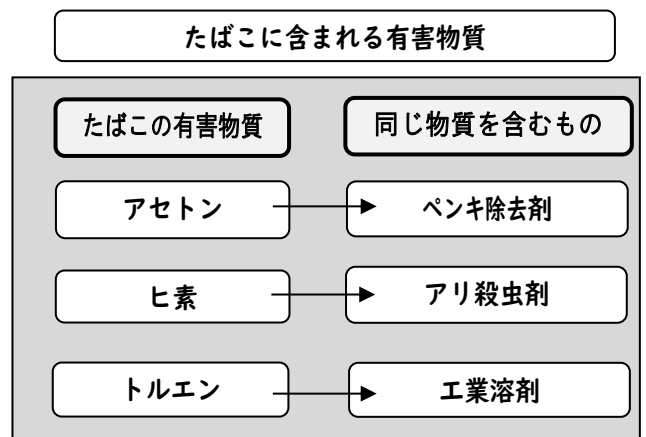 たばこに含まれる有害物質
たばこの有害物質
同じ物質を含むもの
アセトン
ペンキ除去剤
ヒ素
アリ殺虫剤
トルエン
工業溶剤